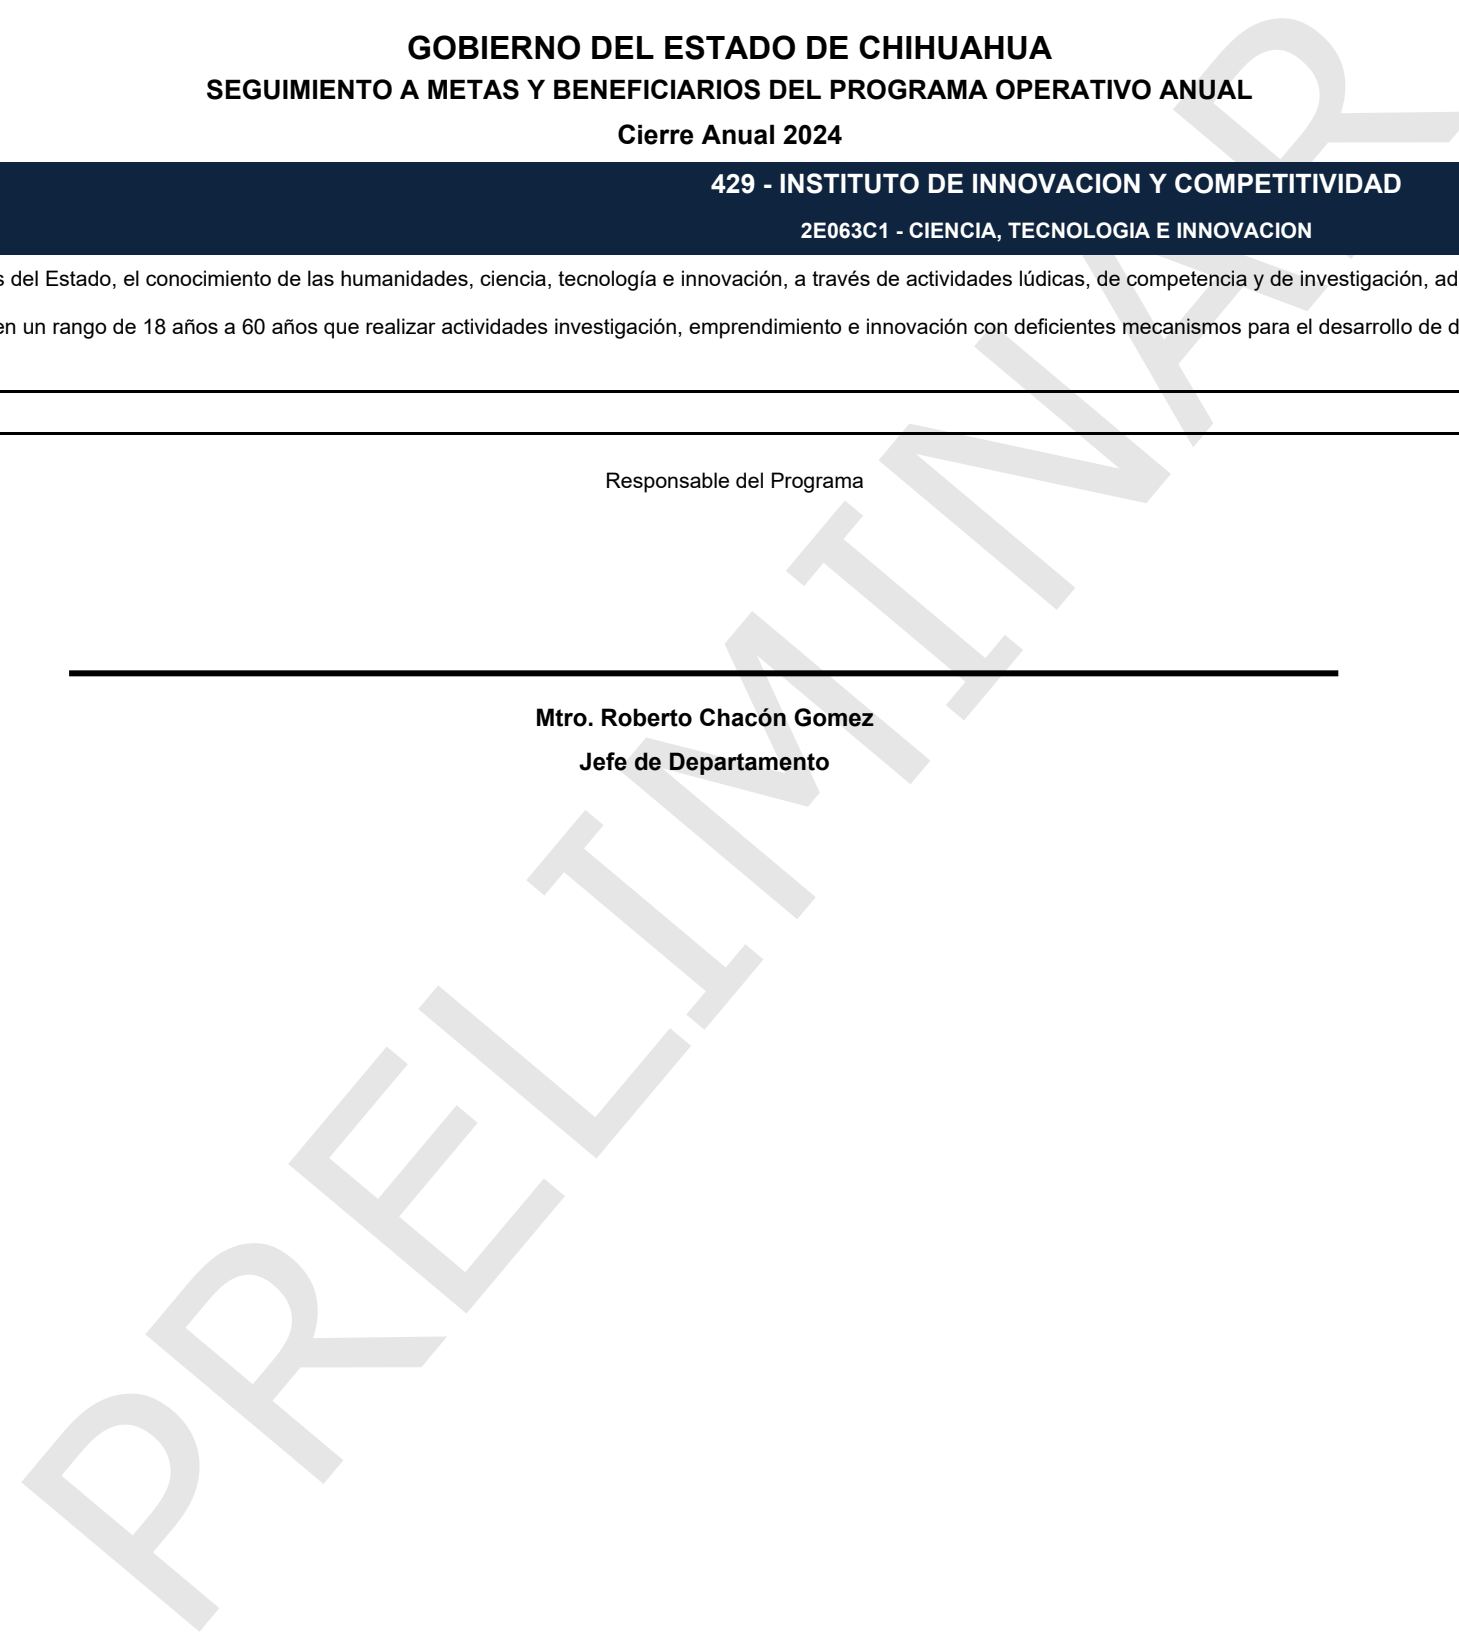 GOBIERNO DEL ESTADO DE CHIHUAHUA
SEGUIMIENTO A METAS Y BENEFICIARIOS DEL PROGRAMA OPERATIVO ANUAL
Cierre Anual 2024
429 - INSTITUTO DE INNOVACION Y COMPETITIVIDAD
2E063C1 - CIENCIA, TECNOLOGIA E INNOVACION
s del Estado, el conocimiento de las humanidades, ciencia, tecnología e innovación, a través de actividades lúdicas, de competencia y de investigación, ad
en un rango de 18 años a 60 años que realizar actividades investigación, emprendimiento e innovación con deficientes mecanismos para el desarrollo de d
Responsable del Programa
Mtro. Roberto Chacón Gomez
Jefe de Departamento
PRELIMINAR